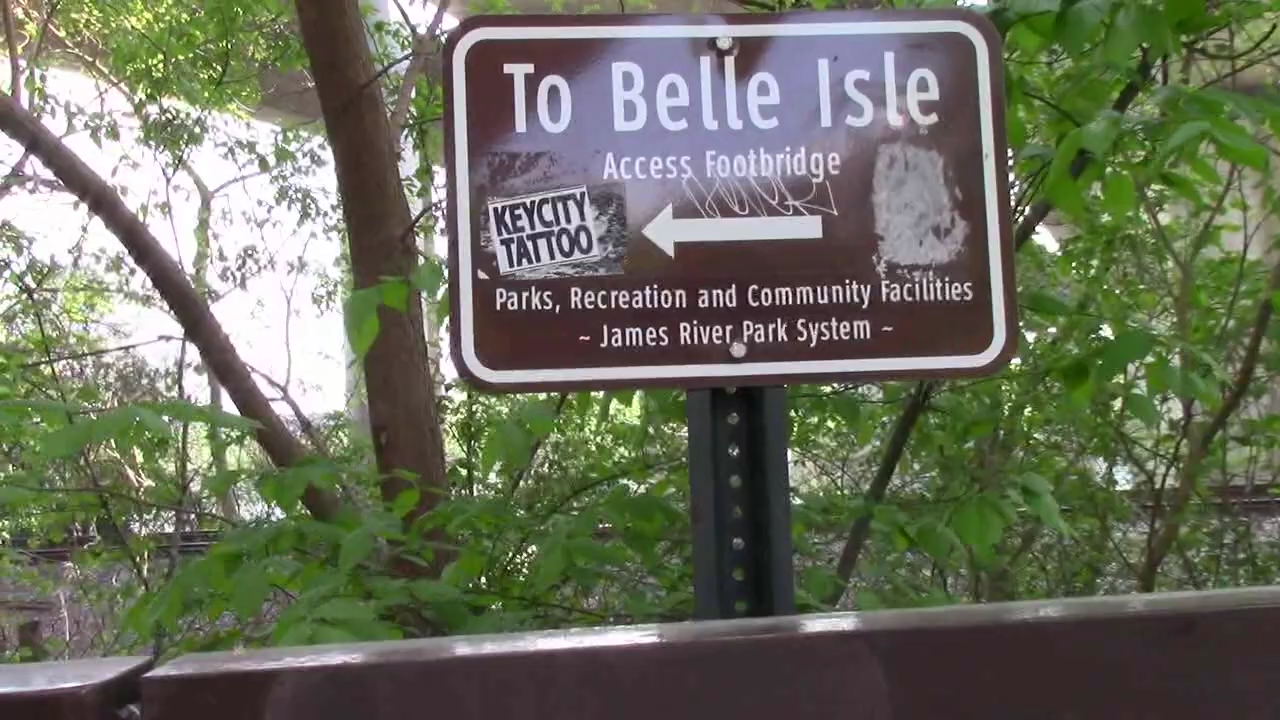 To Belle Isle
Access Footbridge
KEYCITY
TATTOO
Parks, Recreation and Community Facilities
~ James River Park System ~